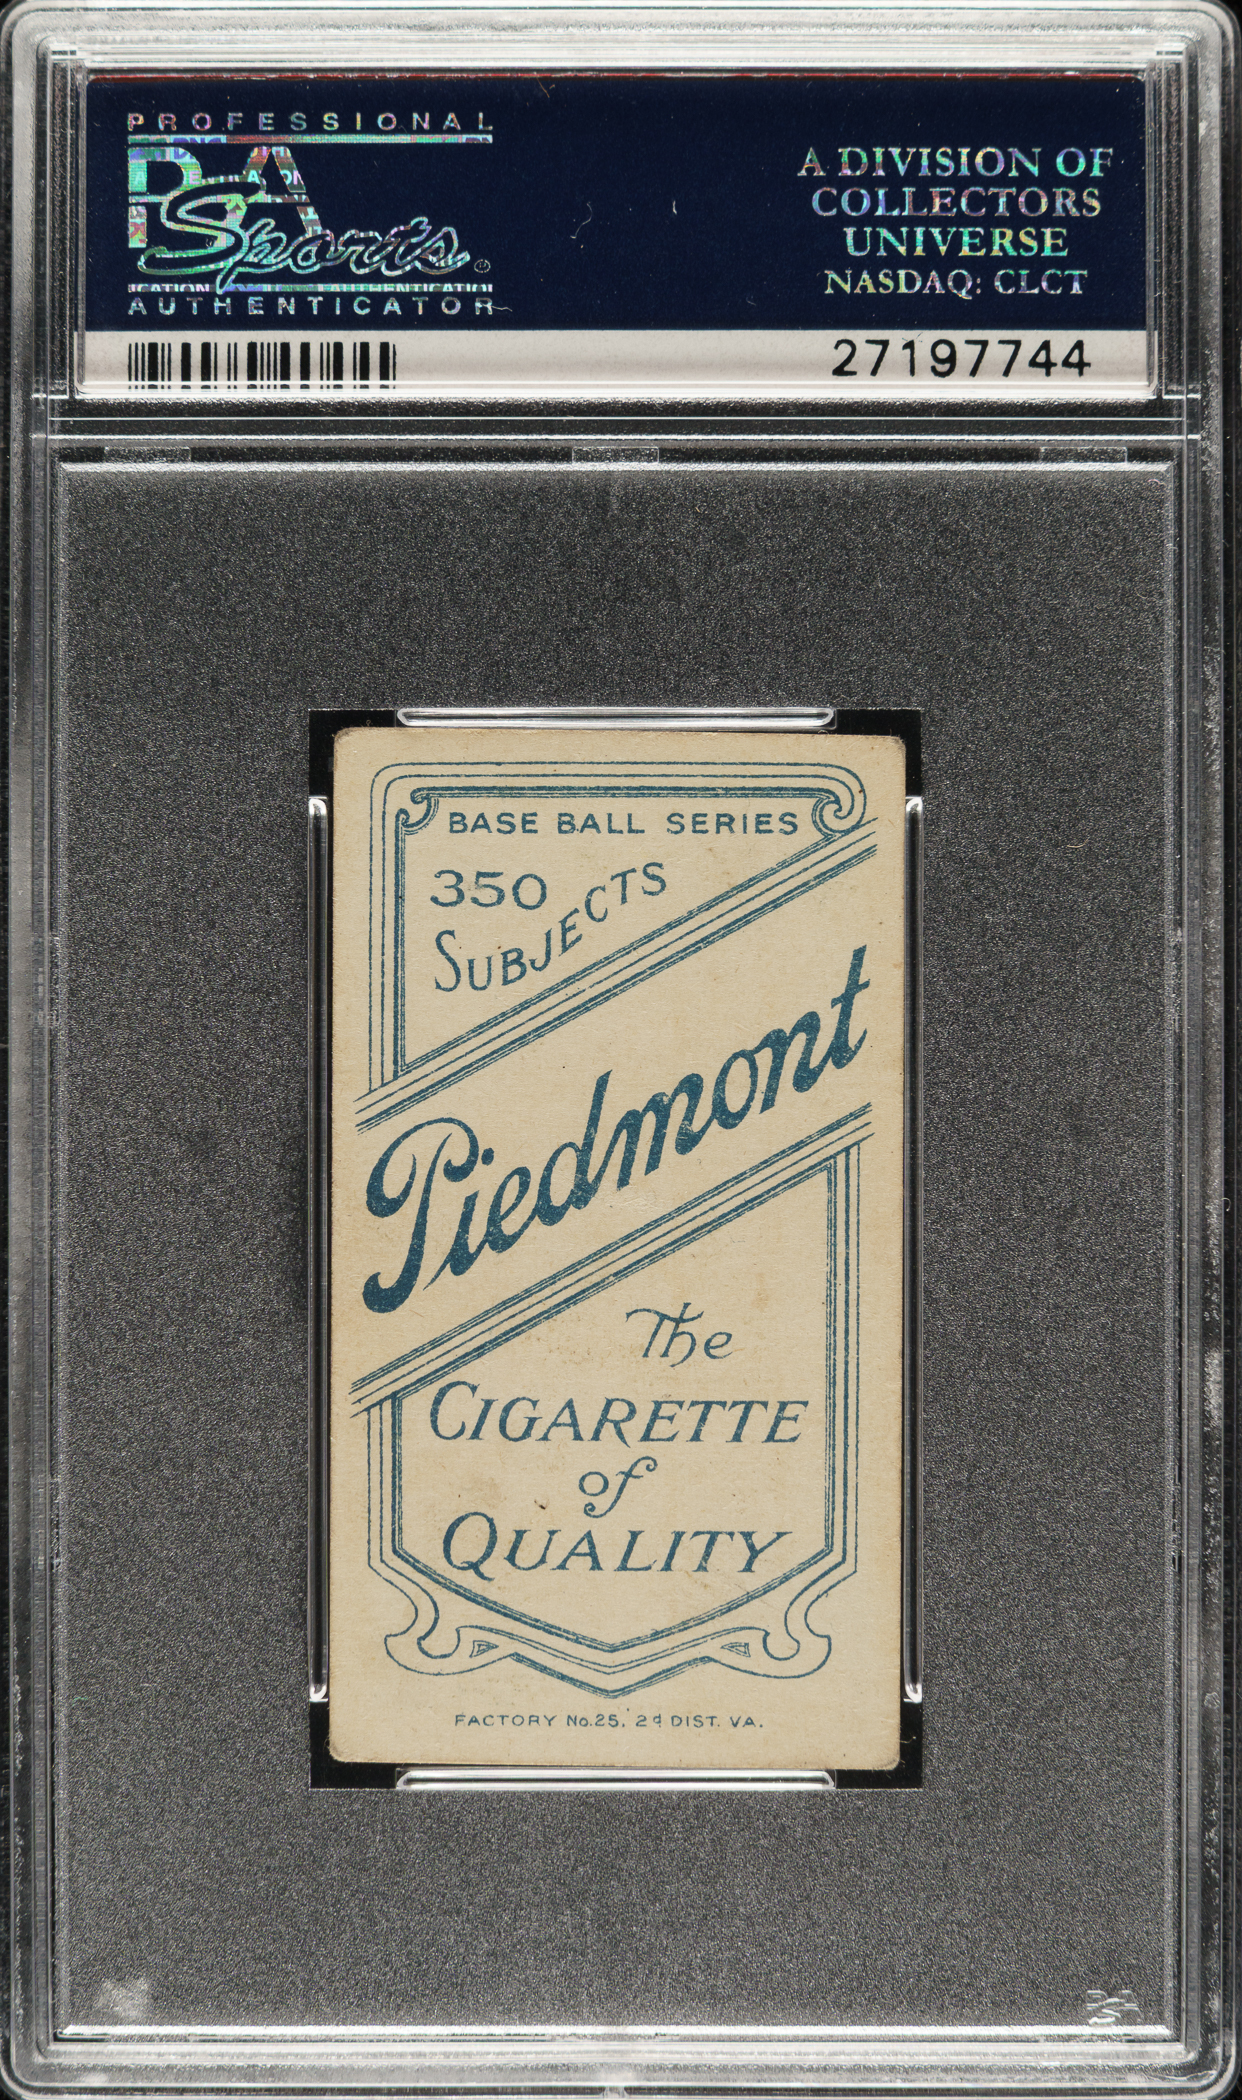 PROFESSIONAL
PSA
Sports
AUTHENTICATOR
A DIVISION OF
COLLECTORS
UNIVERSE
NASDAQ: CLCT
27197744
BASE BALL SERIES
350
SUBJECTS
Piedmont
The
CIGARETTE
of
QUALITY
FACTORY No.25. 2d DIST. VA.
PSA